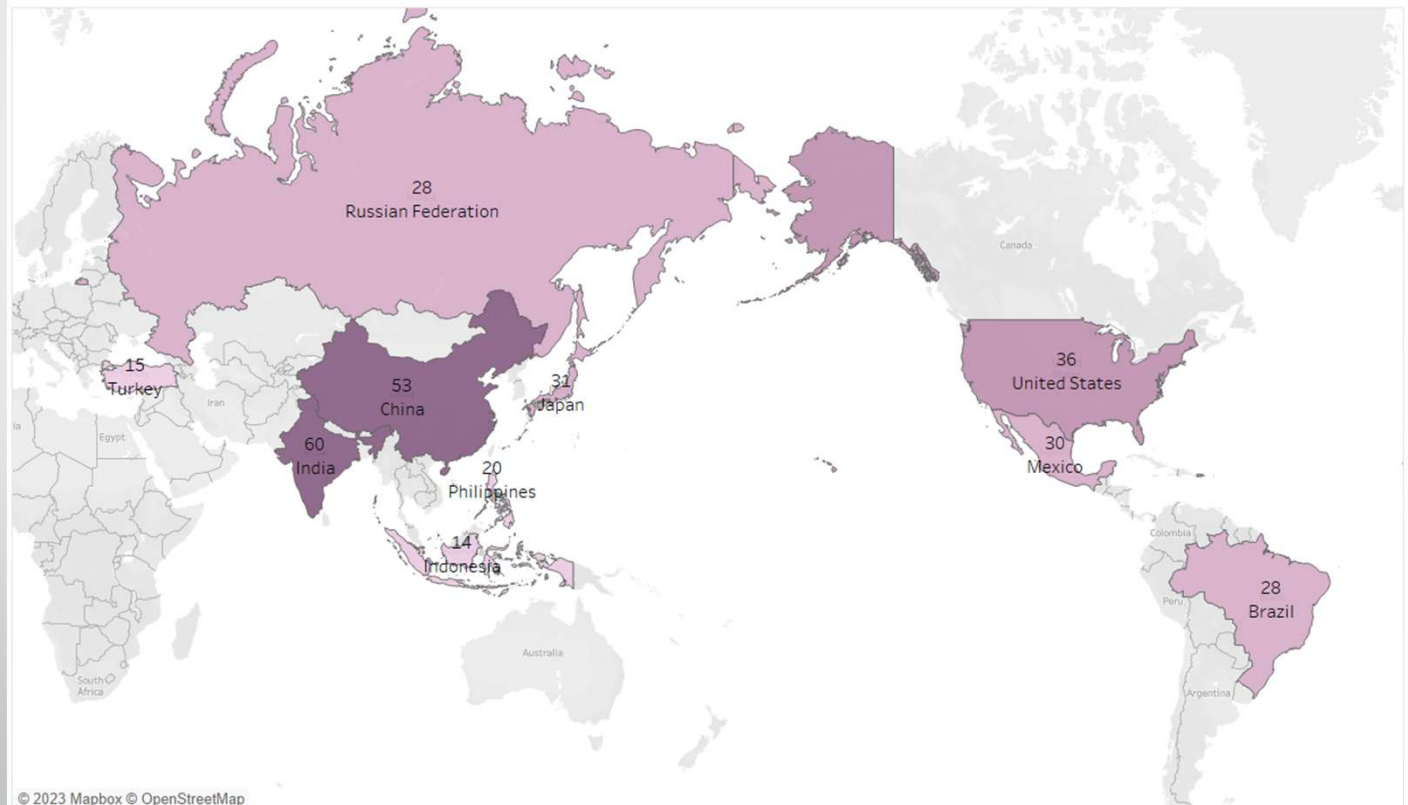 28
Russian Federation
Canada
15
Turkey
Iran
Egypt
53
China
31
Japan
36
United States
60
India
20
Philippines
30
Mexico
14
Indonesia
Colombia
Peru
28
Brazil
Australia
South
Africa
Argentina
ia
© 2023 Mapbox © OpenStreetMap